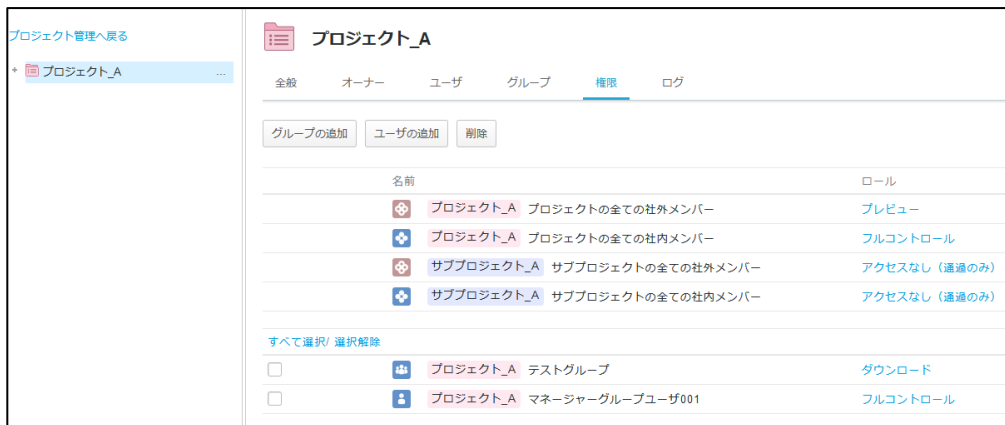 プロジェクト管理へ戻る
+ プロジェクト_A ...
プロジェクト_A
全般 オーナー ユーザ グループ 権限 ログ
グループの追加 ユーザの追加 削除
名前 ロール
プロジェクト_A プロジェクトの全ての社外メンバー プレビュー
プロジェクト_A プロジェクトの全ての社内メンバー フルコントロール
サブプロジェクト_A サブプロジェクトの全ての社外メンバー アクセスなし（通過のみ）
サブプロジェクト_A サブプロジェクトの全ての社内メンバー アクセスなし（通過のみ）
すべて選択/ 選択解除
プロジェクト_A テストグループ ダウンロード
プロジェクト_A マネージャーグループユーザ001 フルコントロール